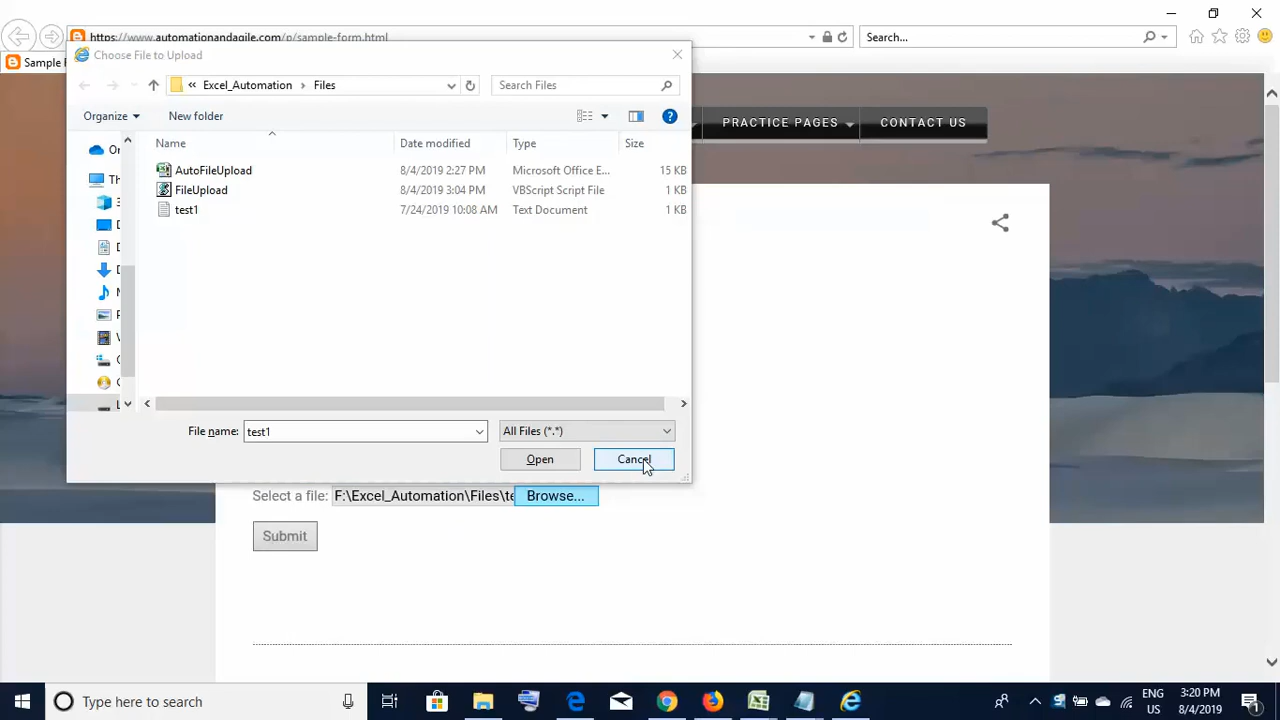 https://www.automationandagile.com/p/sample-form.html
Search...
Choose File to Upload
Sample
« Excel_Automation > Files
Search Files
Organize
New folder
PRACTICE PAGES
CONTACT US
Name
Date modified
Type
Size
AutoFileUpload 8/4/2019 2:27 PM Microsoft Office E... 15 KB
FileUpload 8/4/2019 3:04 PM VBScript Script File 1 KB
test1 7/24/2019 10:08 AM Text Document 1 KB
File name: test1 All Files (*.*)
Open Cancel
Select a file: F:\Excel_Automation\Files\te Browse...
Submit
Type here to search
ENG
US
3:20 PM
8/4/2019
1